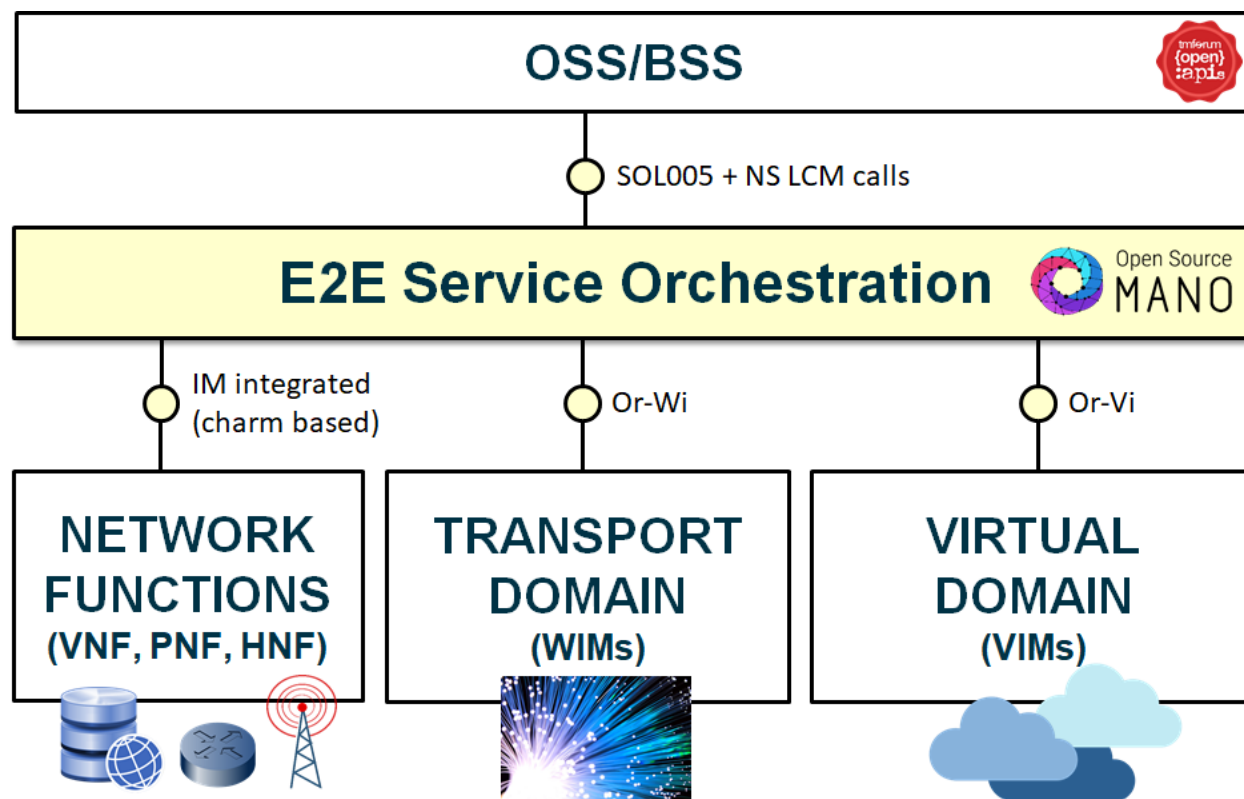 OSS/BSS
tmforum
{open}
:apis
SOL005 + NS LCM calls
E2E Service Orchestration
Open Source
MANO
IM integrated
(charm based)
Or-Wi
Or-Vi
NETWORK
FUNCTIONS
(VNF, PNF, HNF)
TRANSPORT
DOMAIN
(WIMs)
VIRTUAL
DOMAIN
(VIMs)